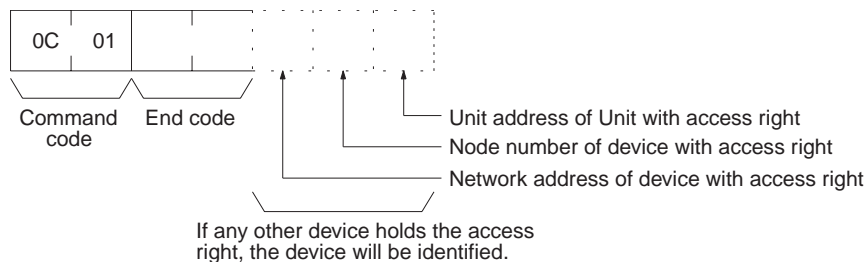 0C 01
Command
code
End code
Unit address of Unit with access right
Node number of device with access right
Network address of device with access right
If any other device holds the access
right, the device will be identified.